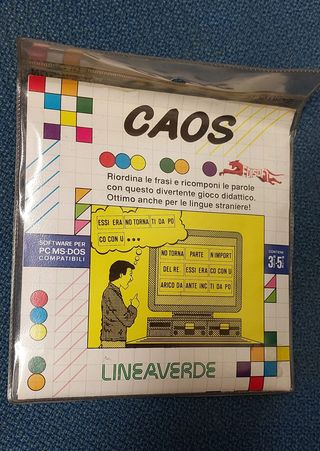 CAOS
Riordina le frasi e ricomponi le parole
con questo divertente gioco didattico.
Ottimo anche per le lingue straniere!
SOFTWARE PER
PC MS-DOS
COMPATIBILI
CONTIENE
ESSI ERA NO TORNA TI DA PO
CO CON U ...
NO TORNA PARTE N IMPORT
DEL RE. ESSI ERA CO CON U
ARICO DA ANTE INC TI DA PO
LINEAVERDE